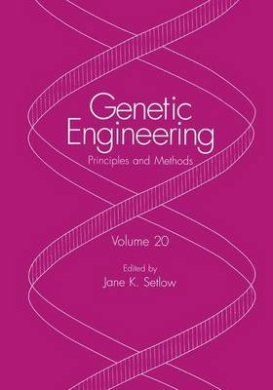 Genetic
Engineering
Principles and Methods
Volume 20
Edited by
Jane K. Setlow